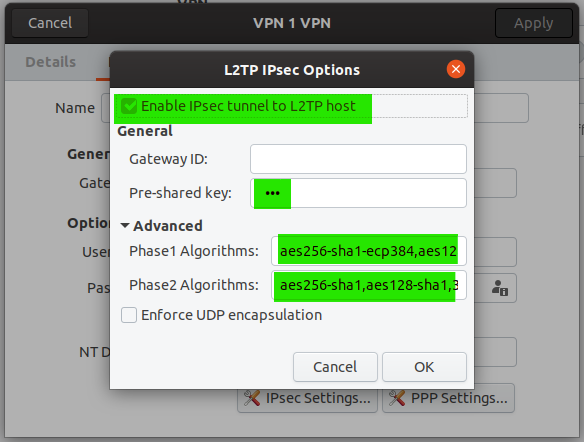 Cancel
VPN 1 VPN
Apply
Details
L2TP IPsec Options
Enable IPsec tunnel to L2TP host
Name
General
Gener
Gateway ID:
Gate
Pre-shared key:
•••
Advanced
Optio
Phase1 Algorithms:
aes256-sha1-ecp384,aes12
User
Phase2 Algorithms:
aes256-sha1,aes128-sha1,3
Pas
Enforce UDP encapsulation
NT D
Cancel
OK
IPsec Settings...
PPP Settings...